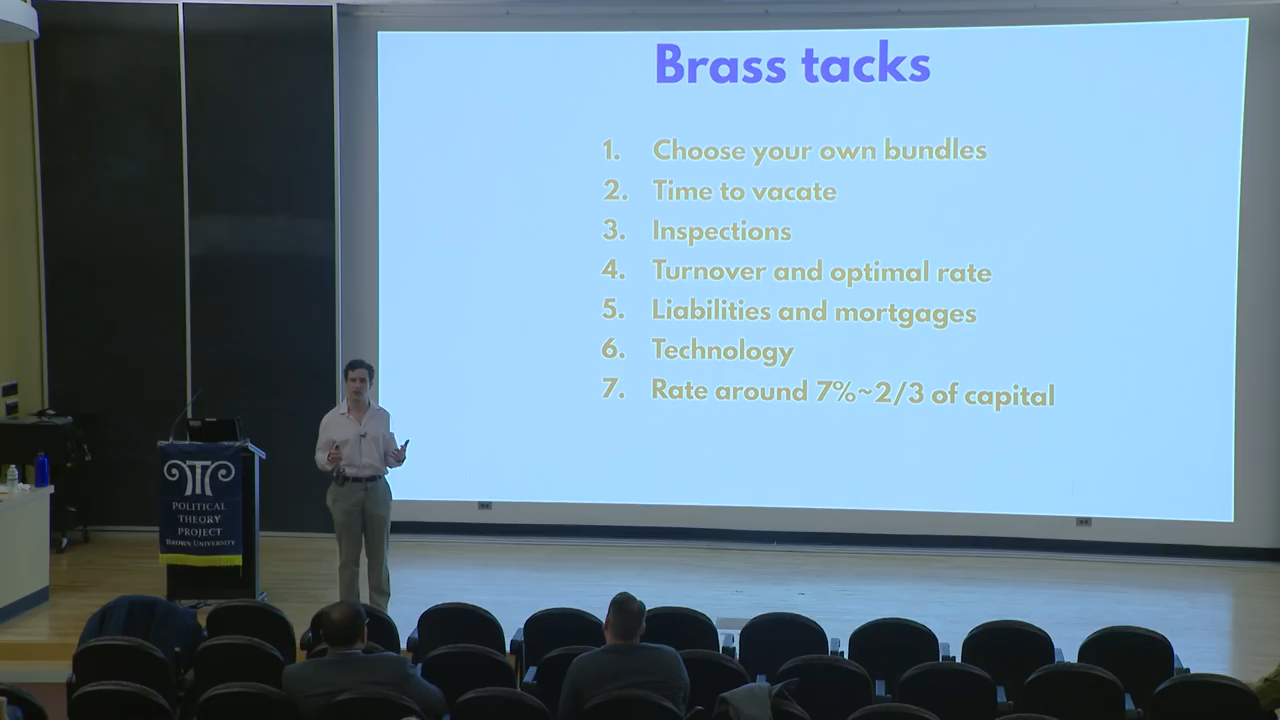 Brass tacks
1. Choose your own bundles
2. Time to vacate
3. Inspections
4. Turnover and optimal rate
5. Liabilities and mortgages
6. Technology
7. Rate around 7%~2/3 of capital
POLITICAL
THEORY
PROJECT
BROWN UNIVERSITY